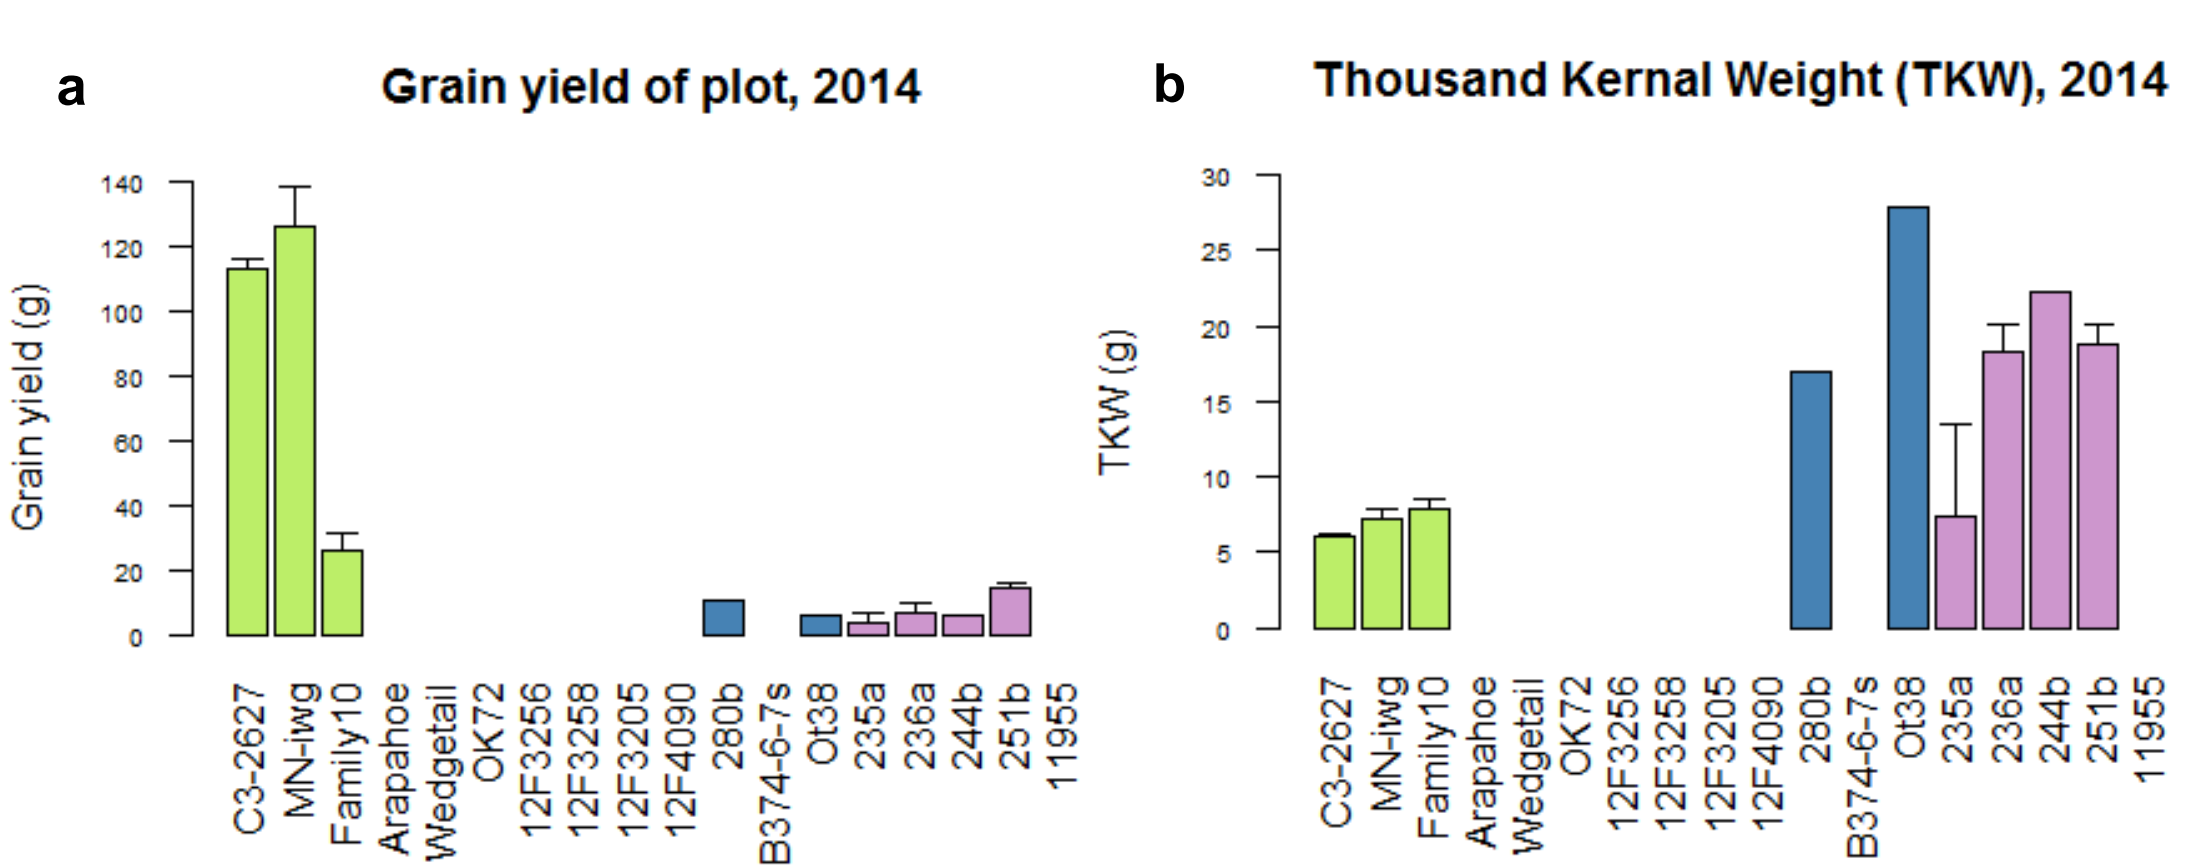 a
Grain yield of plot, 2014
Grain yield (g)
140
120
100
80
60
40
20
0
C3-2627
MN-iwg
Family10
Arapahoe
Wedgetail
OK72
12F3256
12F3258
12F3205
12F4090
280b
B374-6-7s
Ot38
235a
236a
244b
251b
11955
b
Thousand Kernal Weight (TKW), 2014
TKW (g)
30
25
20
15
10
5
0
C3-2627
MN-iwg
Family10
Arapahoe
Wedgetail
OK72
12F3256
12F3258
12F3205
12F4090
280b
B374-6-7s
Ot38
235a
236a
244b
251b
11955